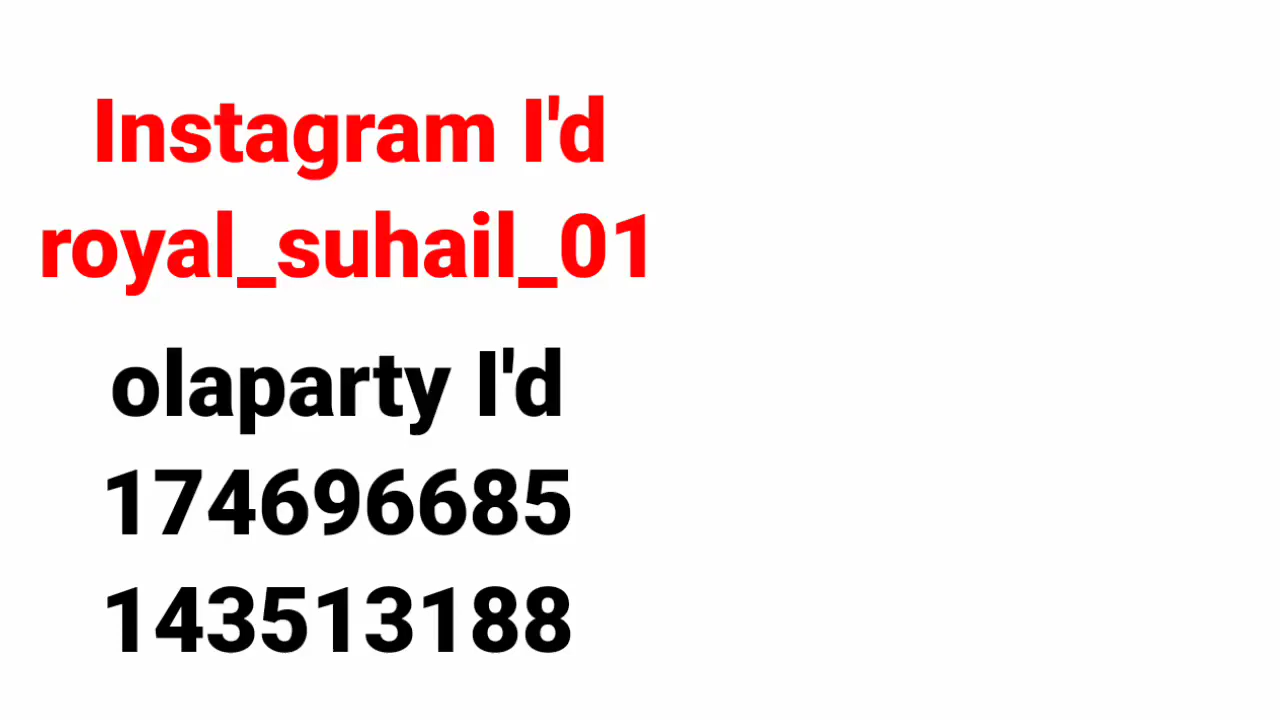 Instagram I'd
royal_suhail_01
olaparty I'd
174696685
143513188